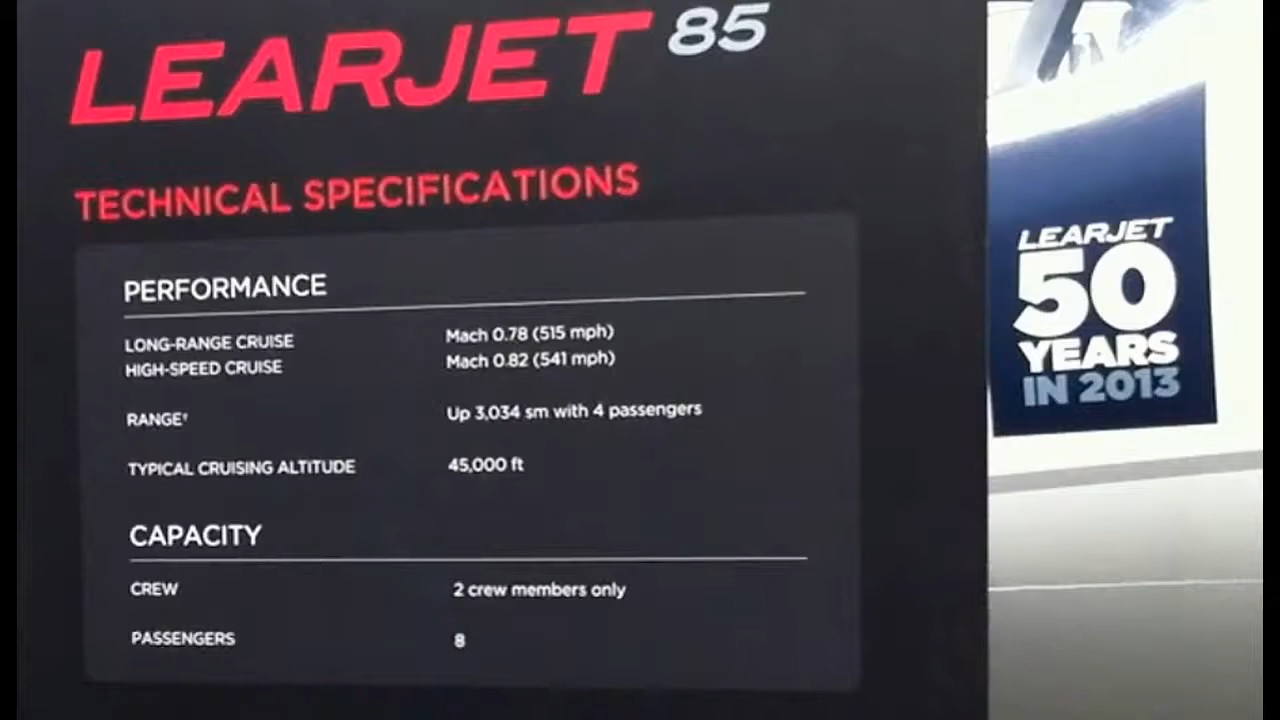 LEARJET 85
TECHNICAL SPECIFICATIONS
PERFORMANCE
LONG-RANGE CRUISE Mach 0.78 (515 mph)
HIGH-SPEED CRUISE Mach 0.82 (541 mph)
RANGE† Up 3,034 sm with 4 passengers
TYPICAL CRUISING ALTITUDE 45,000 ft
CAPACITY
CREW 2 crew members only
PASSENGERS 8
LEARJET
50
YEARS
IN 2013